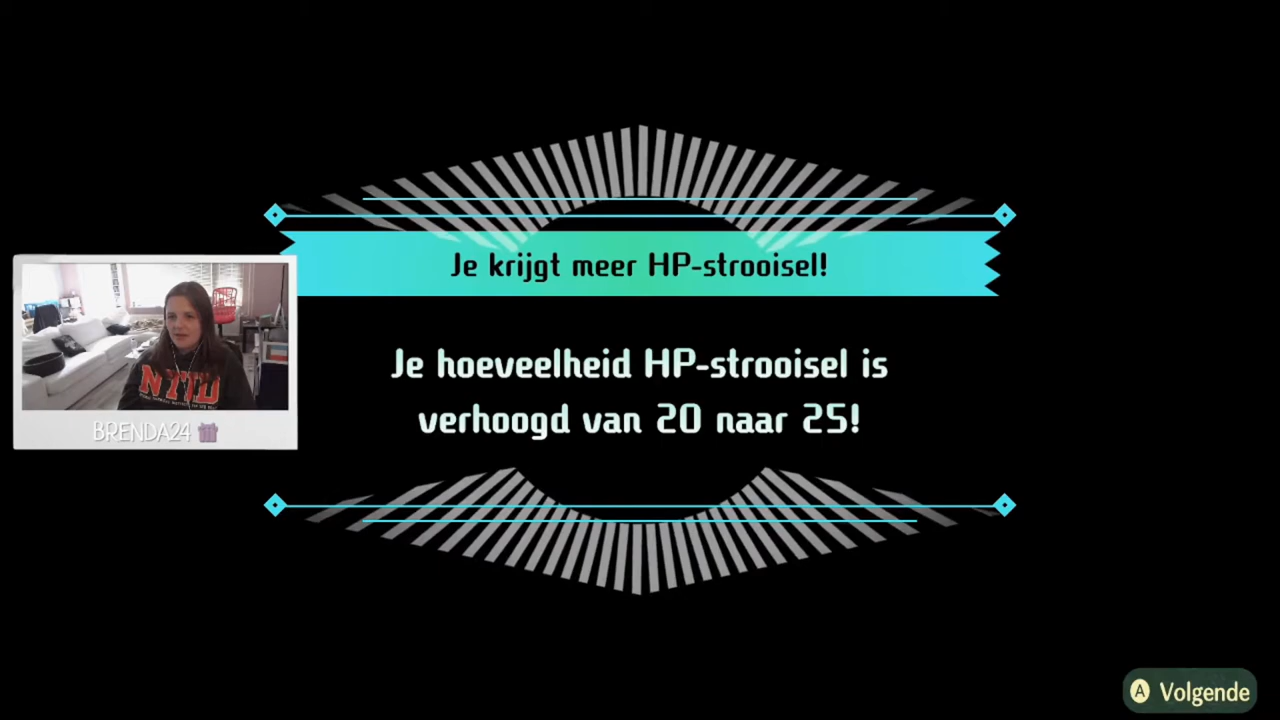 Je krijgt meer HP-strooisel!
Je hoeveelheid HP-strooisel is
verhoogd van 20 naar 25!
BRENDA24
A Volgende